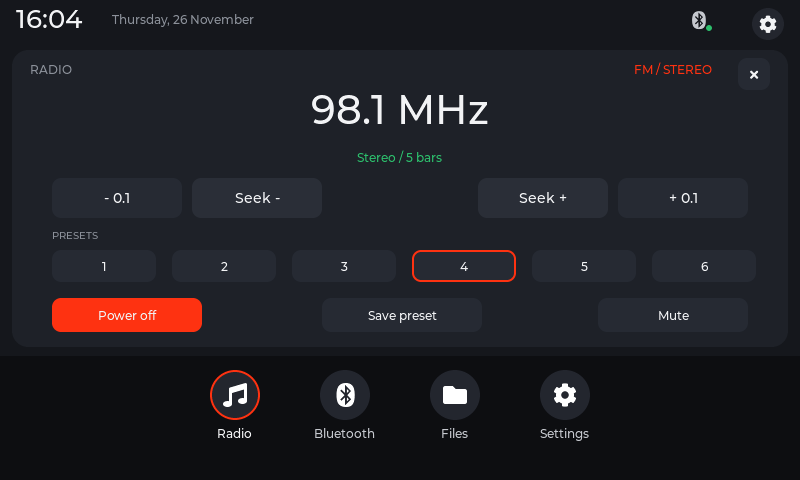 16:04 Thursday, 26 November
RADIO FM / STEREO
98.1 MHz
Stereo / 5 bars
- 0.1 Seek - Seek + + 0.1
PRESETS
1 2 3 4 5 6
Power off Save preset Mute
Radio Bluetooth Files Settings